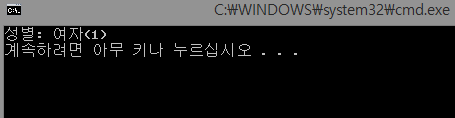 C:\WINDOWS\system32\cmd.exe
성별: 여자(1)
계속하려면 아무 키나 누르십시오 . . .